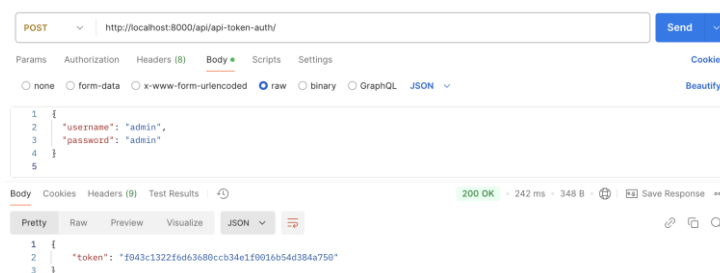 POST http://localhost:8000/api/api-token-auth/ Send
Params Authorization Headers (8) Body Scripts Settings Cookie
none form-data x-www-form-urlencoded raw binary GraphQL JSON Beautify
1 {
2 "username": "admin",
3 "password": "admin"
4 }
5
Body Cookies Headers (9) Test Results 200 OK 242 ms 348 B Save Response
Pretty Raw Preview Visualize JSON
1 {
2 "token": "f043c1322f6d63680ccb34e1f0016b54d384a750"
3 }